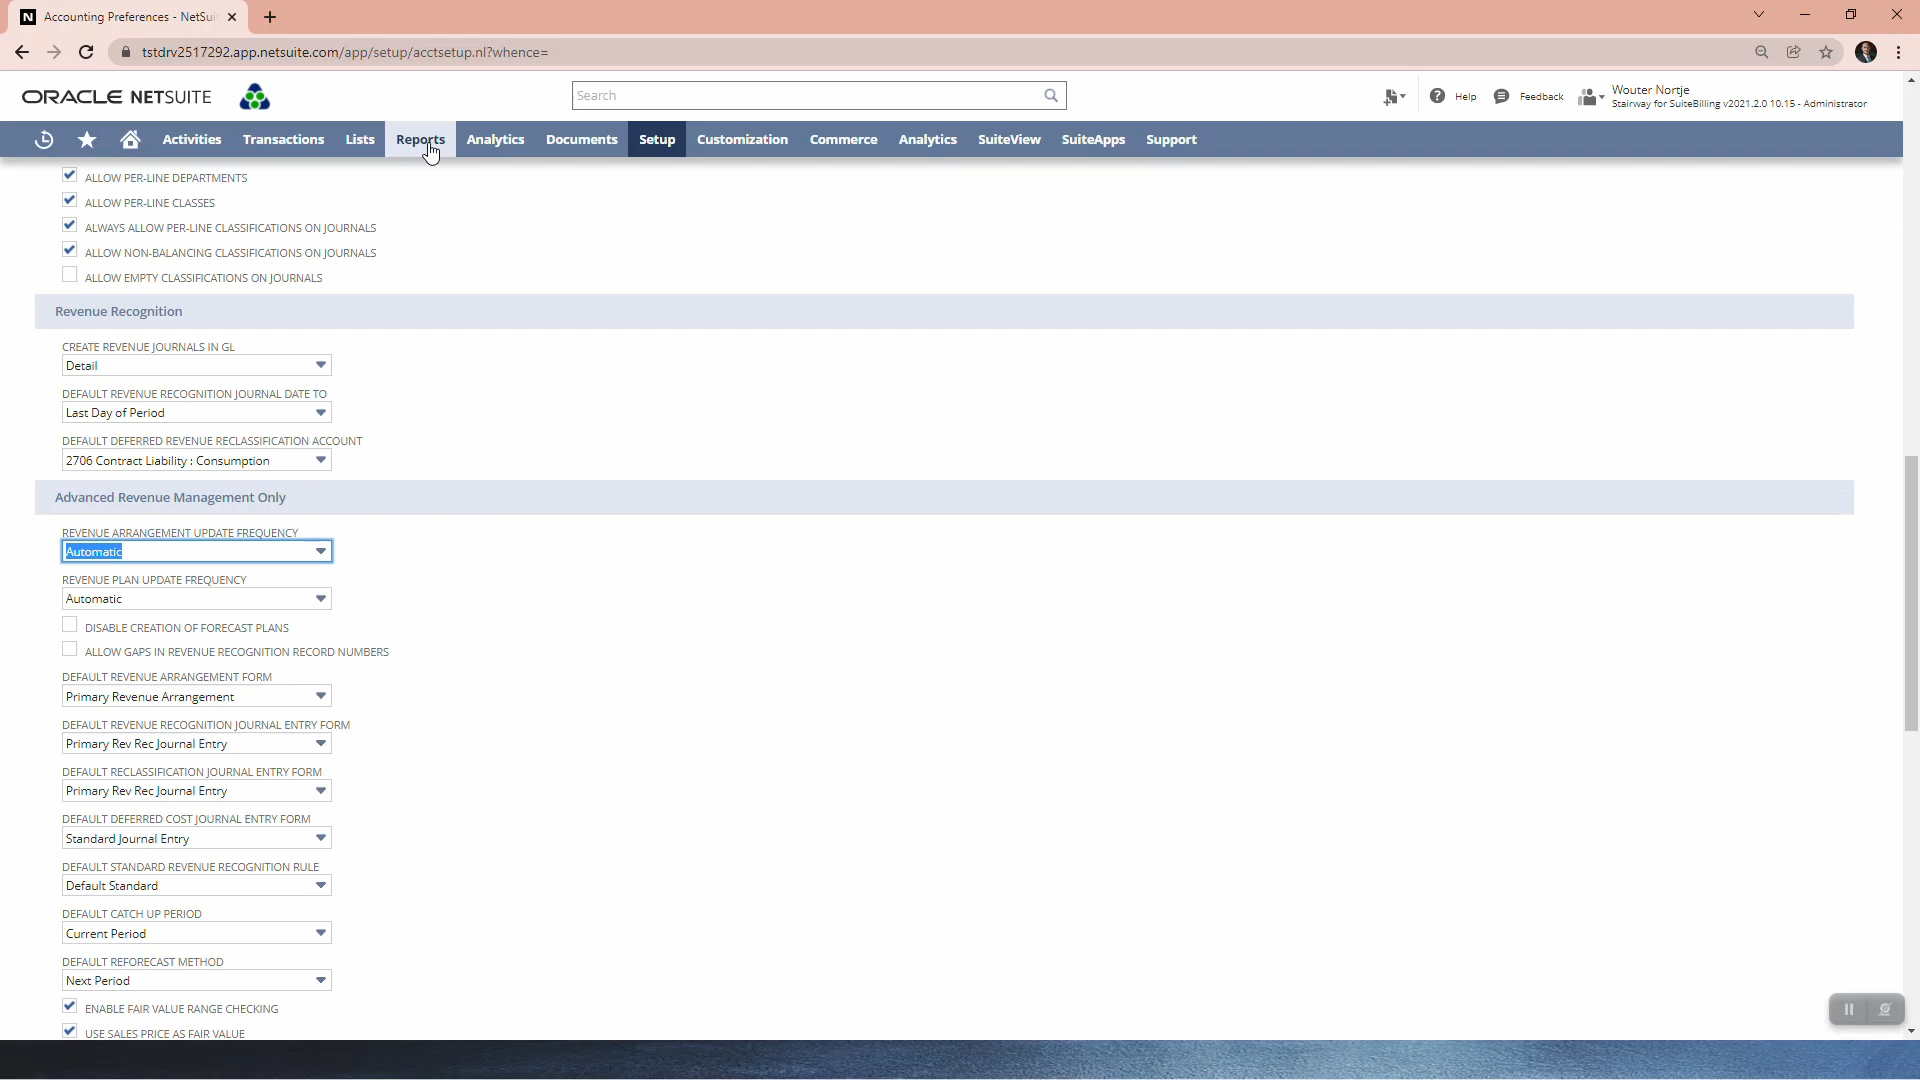 Accounting Preferences - NetSui
tstdrv2517292.app.netsuite.com/app/setup/acctsetup.nl?whence=
ORACLE NETSUITE
Search
Help
Feedback
Wouter Nortje
Stairway for SuiteBilling v2021.2.0 10.15 - Administrator
Activities Transactions Lists Reports Analytics Documents Setup Customization Commerce Analytics SuiteView SuiteApps Support
ALLOW PER-LINE DEPARTMENTS
ALLOW PER-LINE CLASSES
ALWAYS ALLOW PER-LINE CLASSIFICATIONS ON JOURNALS
ALLOW NON-BALANCING CLASSIFICATIONS ON JOURNALS
ALLOW EMPTY CLASSIFICATIONS ON JOURNALS
Revenue Recognition
CREATE REVENUE JOURNALS IN GL
Detail
DEFAULT REVENUE RECOGNITION JOURNAL DATE TO
Last Day of Period
DEFAULT DEFERRED REVENUE RECLASSIFICATION ACCOUNT
2706 Contract Liability : Consumption
Advanced Revenue Management Only
REVENUE ARRANGEMENT UPDATE FREQUENCY
Automatic
REVENUE PLAN UPDATE FREQUENCY
Automatic
DISABLE CREATION OF FORECAST PLANS
ALLOW GAPS IN REVENUE RECOGNITION RECORD NUMBERS
DEFAULT REVENUE ARRANGEMENT FORM
Primary Revenue Arrangement
DEFAULT REVENUE RECOGNITION JOURNAL ENTRY FORM
Primary Rev Rec Journal Entry
DEFAULT RECLASSIFICATION JOURNAL ENTRY FORM
Primary Rev Rec Journal Entry
DEFAULT DEFERRED COST JOURNAL ENTRY FORM
Standard Journal Entry
DEFAULT STANDARD REVENUE RECOGNITION RULE
Default Standard
DEFAULT CATCH UP PERIOD
Current Period
DEFAULT REFORECAST METHOD
Next Period
ENABLE FAIR VALUE RANGE CHECKING
USE SALES PRICE AS FAIR VALUE